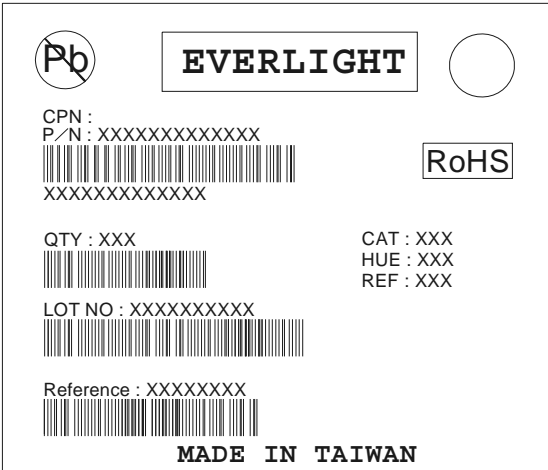 Pb
EVERLIGHT
CPN :
P/N : XXXXXXXXXXXXX
RoHS
XXXXXXXXXXXXX
QTY : XXX
CAT : XXX
HUE : XXX
REF : XXX
LOT NO : XXXXXXXXXX
Reference : XXXXXXXX
MADE IN TAIWAN